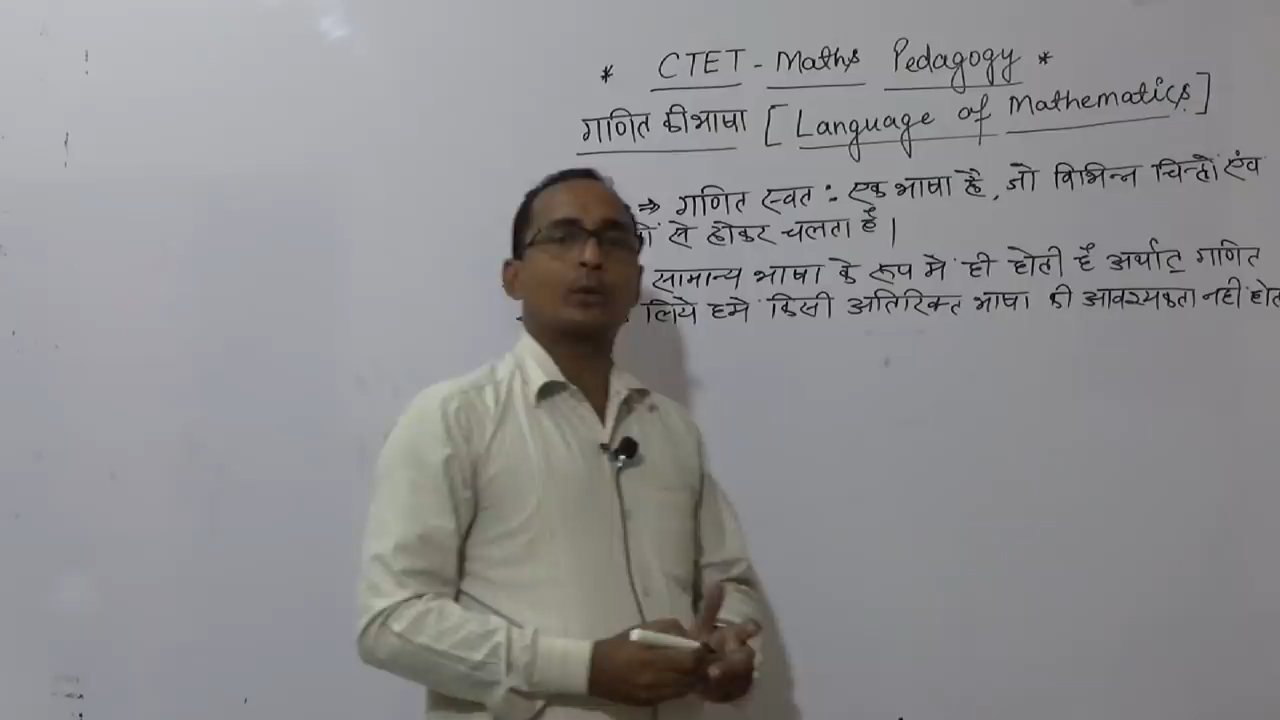 * CTET - Maths Pedagogy *
गणित की भाषा [Language of Mathematics]
⇒ गणित स्वत: एक भाषा है, जो विभिन्न चिन्हो एंव
से होकर चलता है।
सामान्य भाषा के रूप मे ही होती है अर्थात् गणित
लिये हमे किसी अतिरिक्त भाषा की आवश्यकता नही